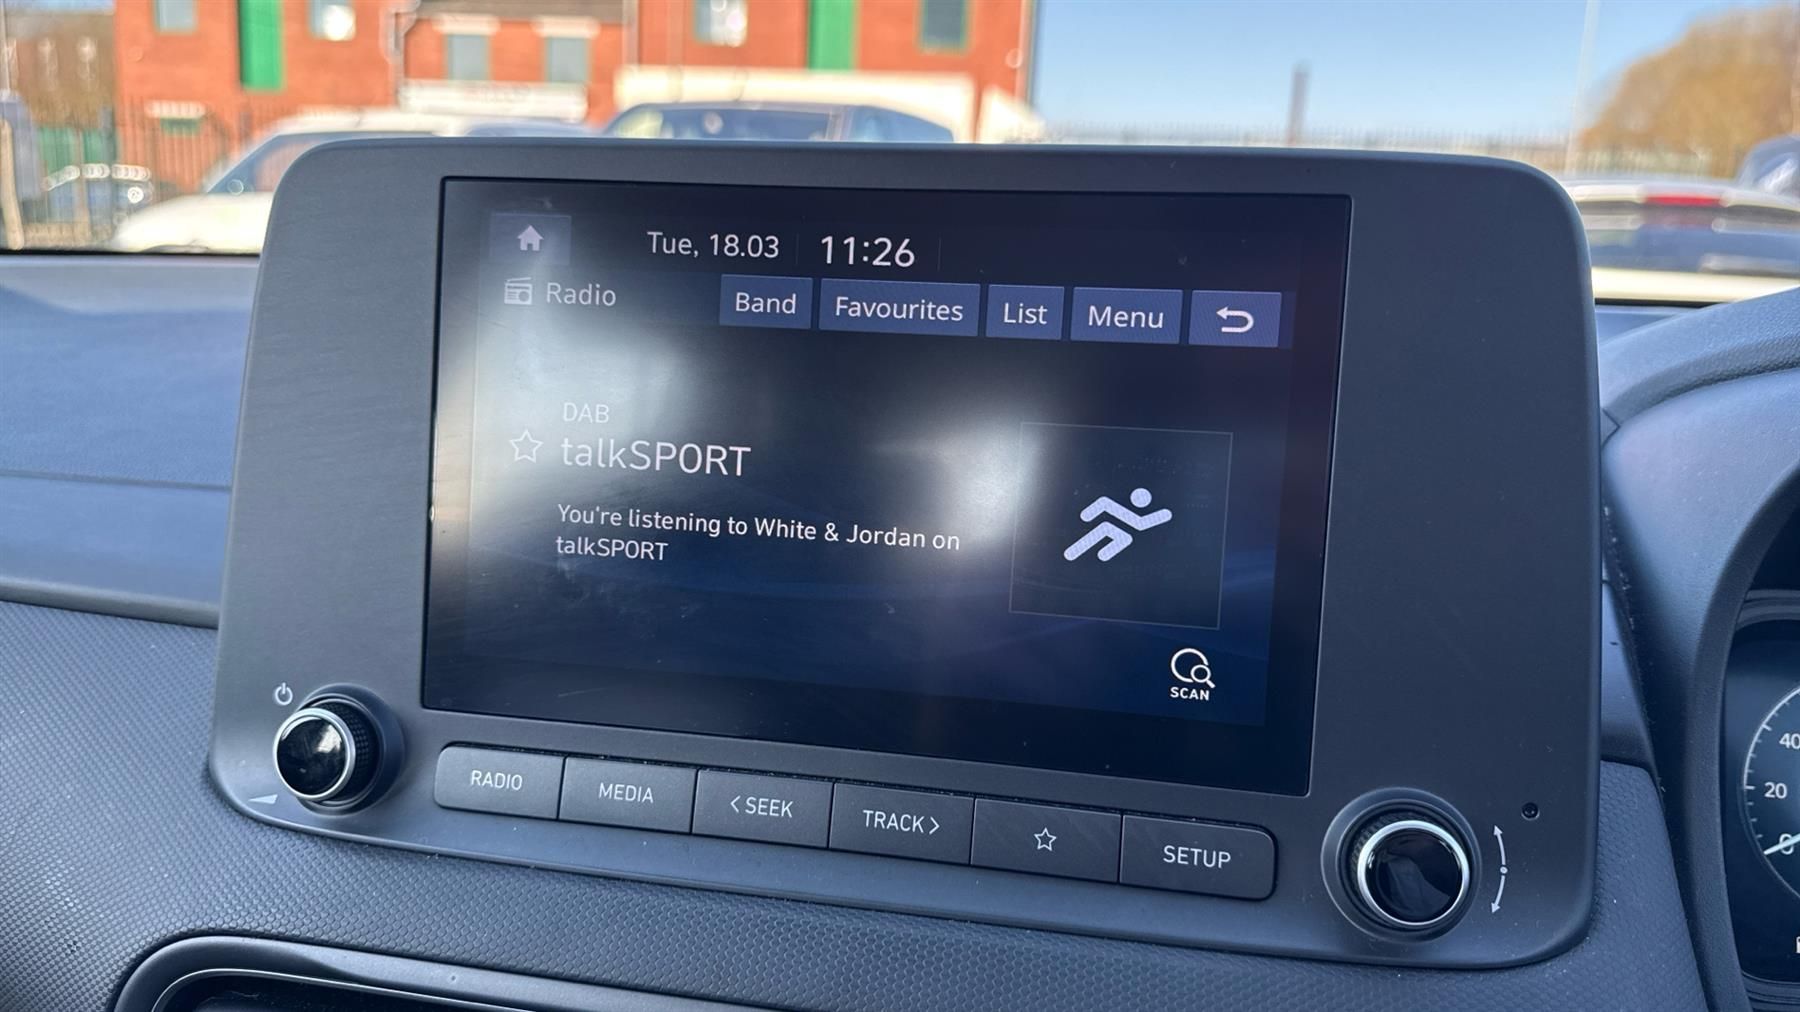 Tue, 18.03 11:26
Radio Band Favourites List Menu
DAB
talkSPORT
You're listening to White & Jordan on
talkSPORT
SCAN
RADIO MEDIA <SEEK TRACK> SETUP
40
20
0